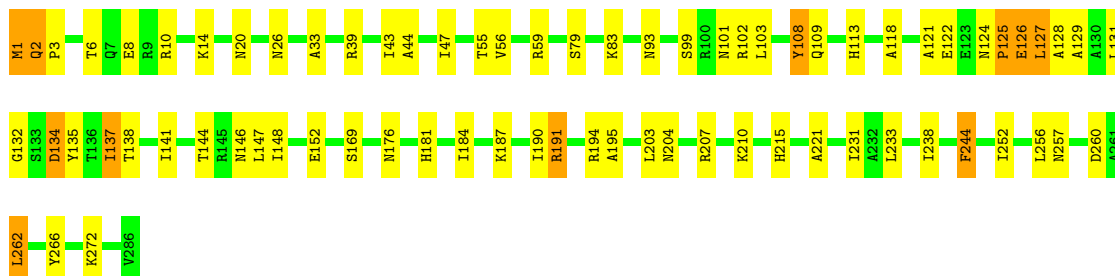 M1 Q2 P3 T6 Q7 E8 R9 R10 K14 N20 N26 A33 R39 I43 A44 I47 T55 V56 R59 S79 K83 N93 S99 R100 N101 R102 L103 Y108 Q109 H113 A118 A121 E122 E123 N124 P125 E126 L127 A128 A129 A130 L131
G132 S133 D134 Y135 T136 I137 T138 I141 T144 R145 N146 L147 I148 E152 S169 N176 H181 I184 K187 I190 R191 R194 A195 L203 N204 R207 K210 H215 A221 I231 A232 L233 I238 F244 I252 L256 N257 D260 A261
L262 Y266 K272 V286